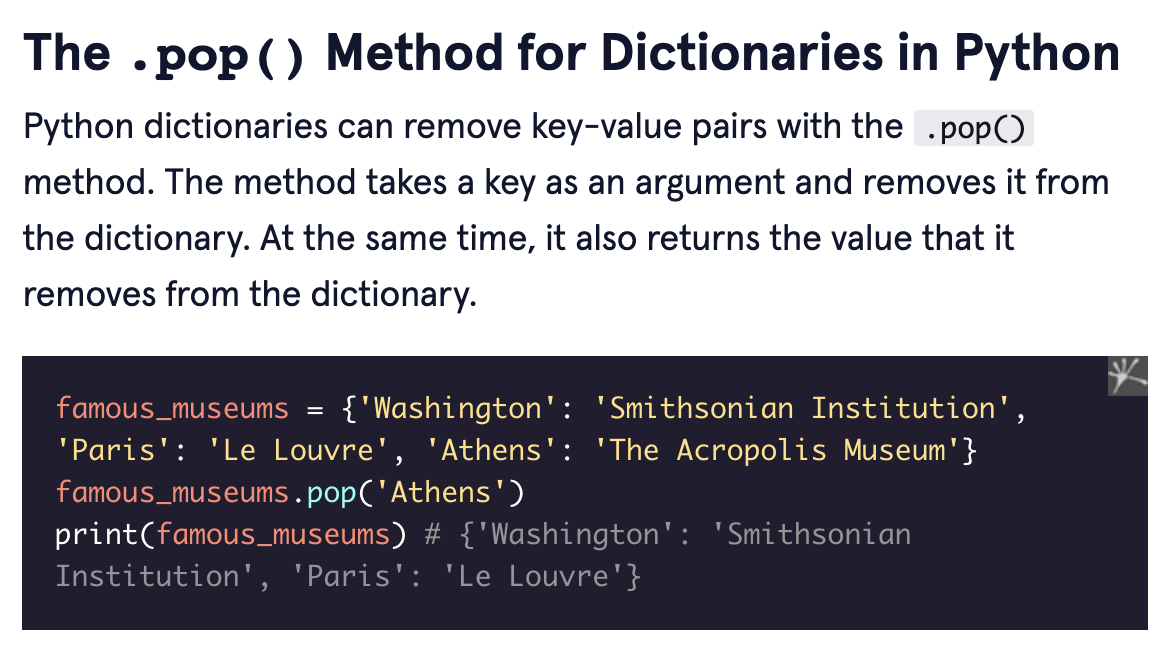 The .pop() Method for Dictionaries in Python
Python dictionaries can remove key-value pairs with the .pop()
method. The method takes a key as an argument and removes it from
the dictionary. At the same time, it also returns the value that it
removes from the dictionary.
famous_museums = {'Washington': 'Smithsonian Institution',
'Paris': 'Le Louvre', 'Athens': 'The Acropolis Museum'}
famous_museums.pop('Athens')
print(famous_museums) # {'Washington': 'Smithsonian
Institution', 'Paris': 'Le Louvre'}